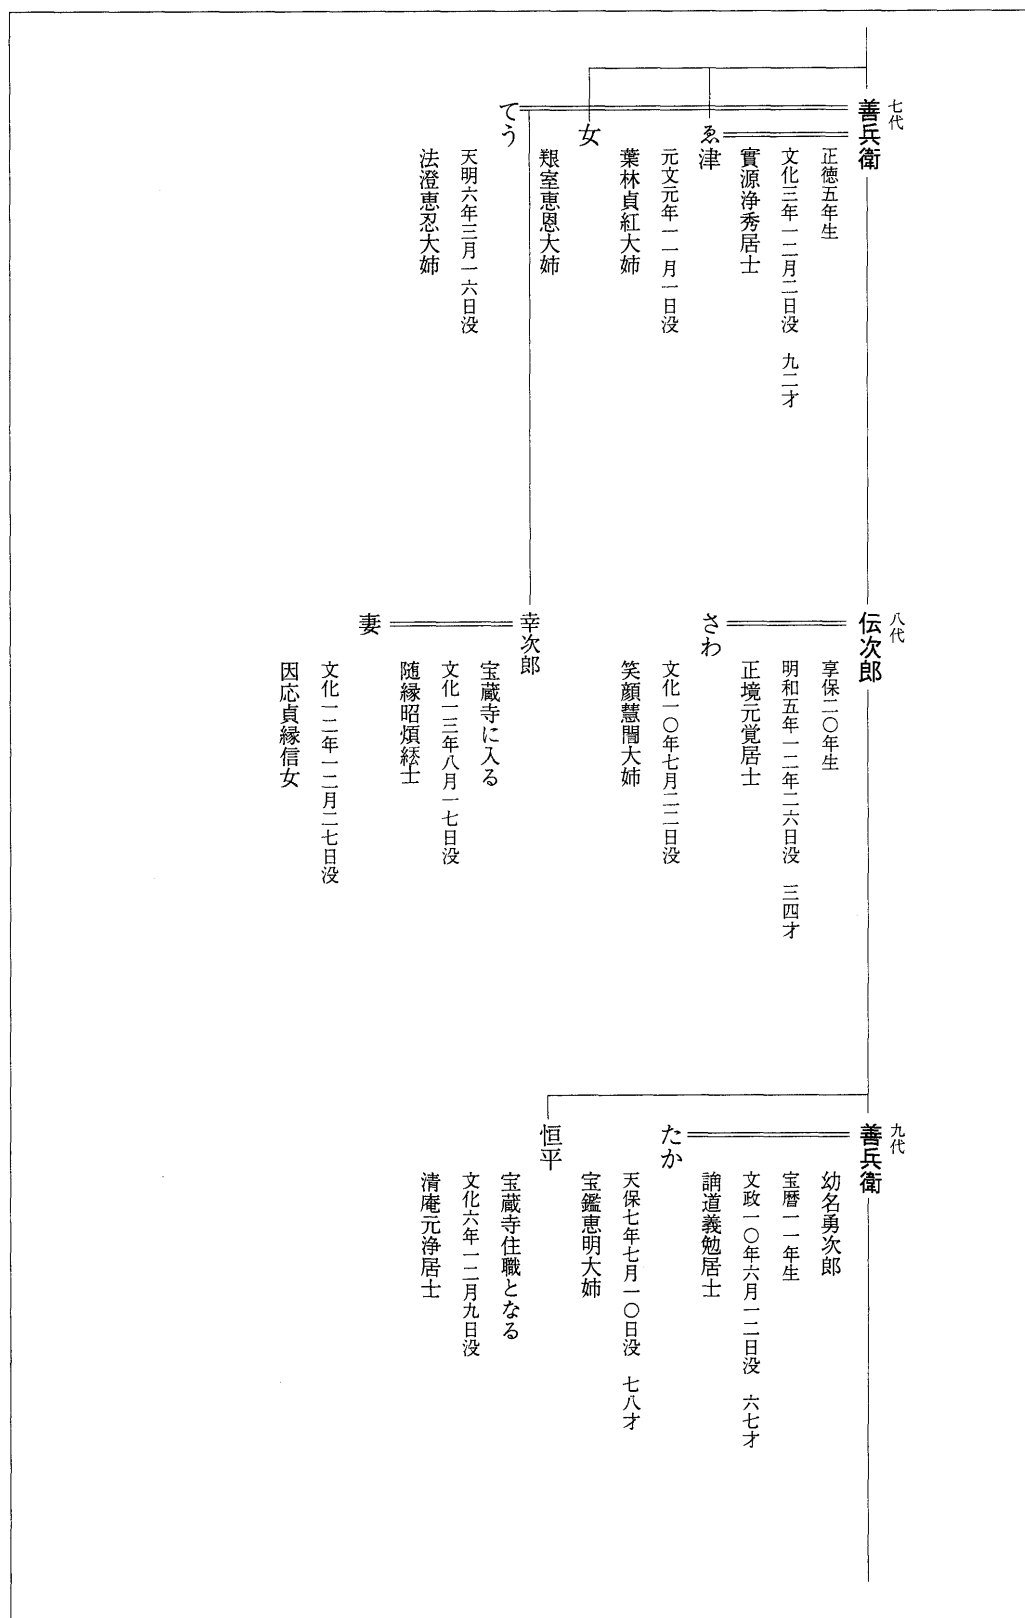 七代
善兵衛
正徳五年生
文化三年一二月二日没　九二才
實源浄秀居士
ゑ津
元文元年一一月一日没
葉林貞紅大姉
女
艱室恵恩大姉
てう
天明六年三月一六日没
法澄恵忍大姉
八代
伝次郎
享保二〇年生
明和五年一二年二六日没　三四才
正境元覚居士
さわ
文化一〇年七月二二日没
笑顔慧誾大姉
幸次郎
宝蔵寺に入る
文化一三年八月一七日没
随縁昭煩士
妻
文化一二年一二月二七日没
因応貞縁信女
九代
善兵衛
幼名勇次郎
宝暦一一年生
文政一〇年六月一二日没　六七才
道義勉居士
たか
天保七年七月一〇日没　七八才
宝鑑恵明大姉
恒平
宝蔵寺住職となる
文化六年一二月九日没
清庵元浄居士